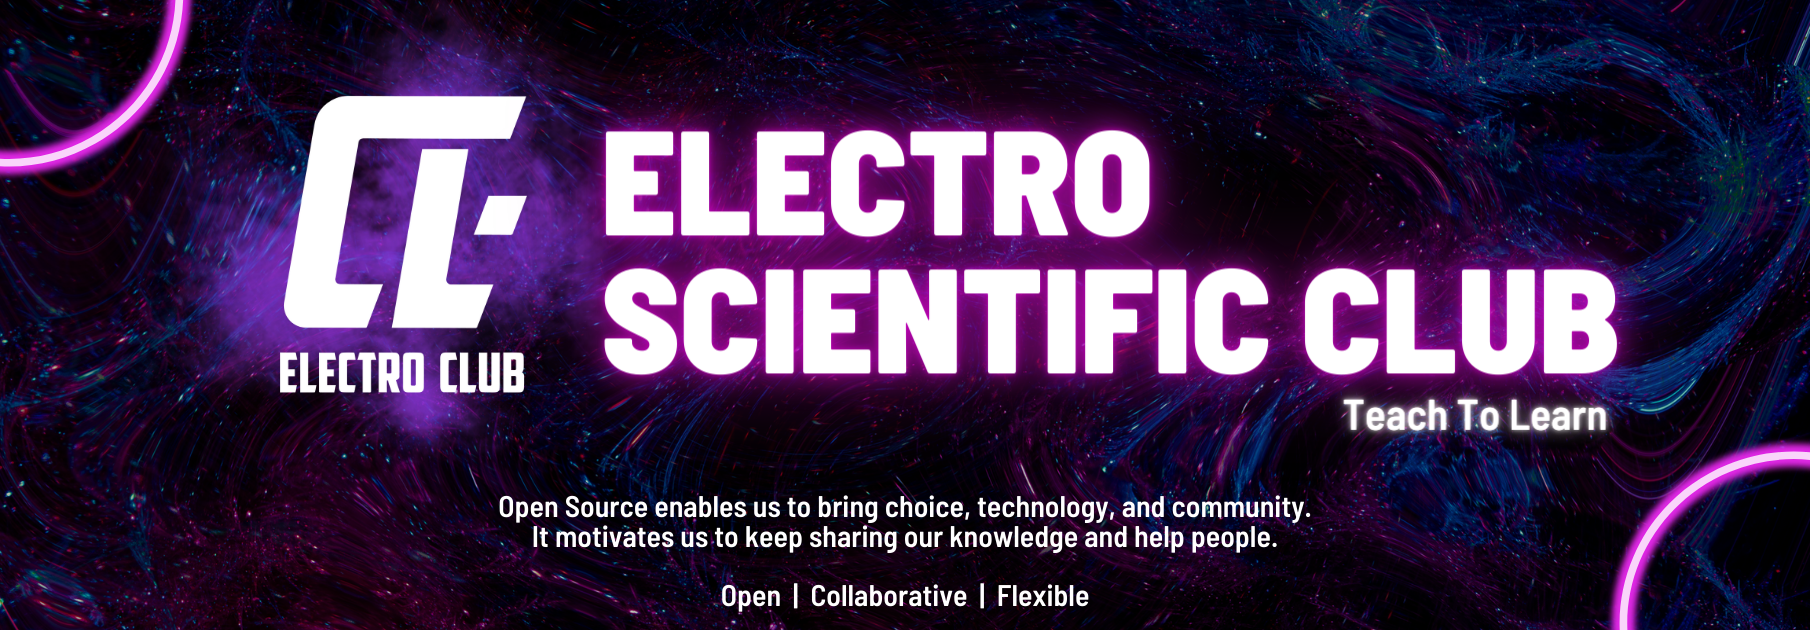 ELECTRO CLUB
ELECTRO
SCIENTIFIC CLUB
Teach To Learn
Open Source enables us to bring choice, technology, and community.
It motivates us to keep sharing our knowledge and help people.
Open | Collaborative | Flexible